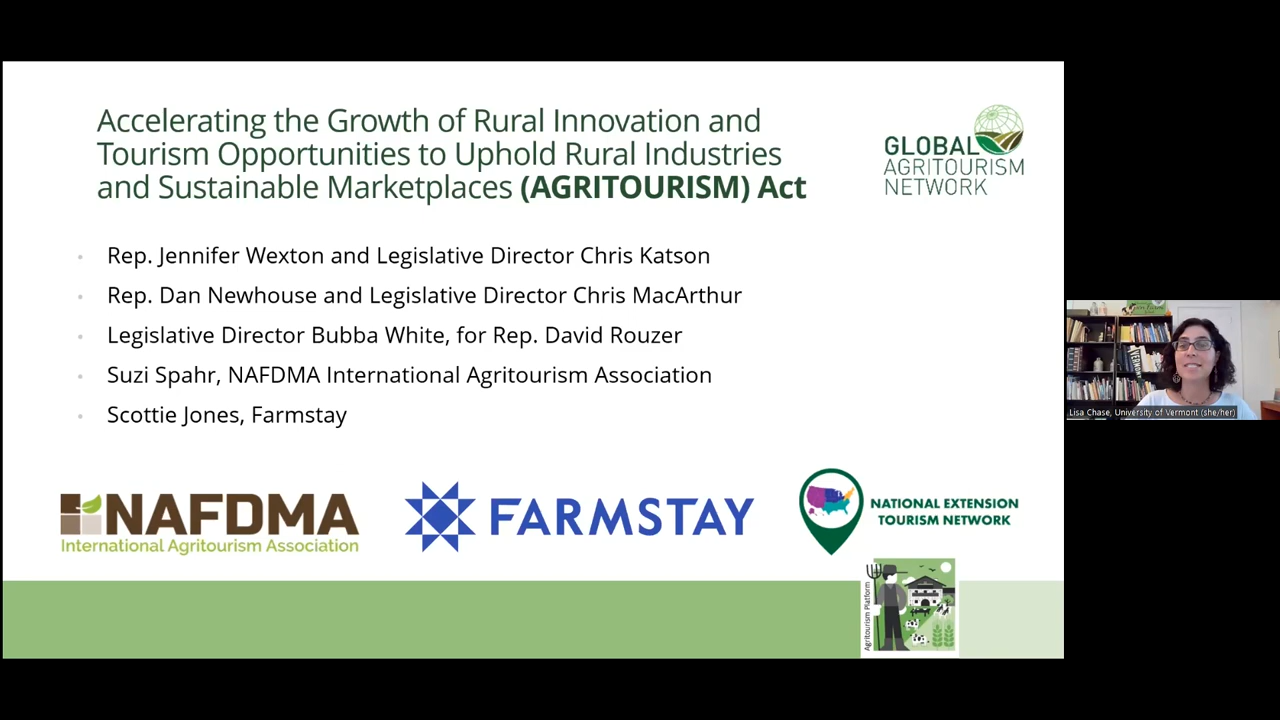 Accelerating the Growth of Rural Innovation and
Tourism Opportunities to Uphold Rural Industries
and Sustainable Marketplaces (AGRITOURISM) Act
GLOBAL
AGRITOURISM
NETWORK
Rep. Jennifer Wexton and Legislative Director Chris Katson
Rep. Dan Newhouse and Legislative Director Chris MacArthur
Legislative Director Bubba White, for Rep. David Rouzer
Suzi Spahr, NAFDMA International Agritourism Association
Scottie Jones, Farmstay
NAFDMA
International Agritourism Association
FARMSTAY
NATIONAL EXTENSION
TOURISM NETWORK
Agritourism Platform
Lisa Chase, University of Vermont (she/her)